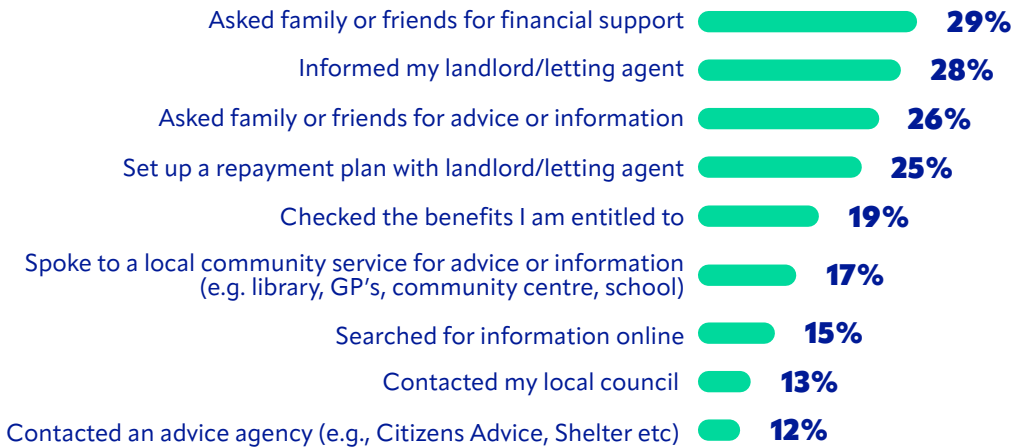 Asked family or friends for financial support 29%
Informed my landlord/letting agent 28%
Asked family or friends for advice or information 26%
Set up a repayment plan with landlord/letting agent 25%
Checked the benefits I am entitled to 19%
Spoke to a local community service for advice or information
(e.g. library, GP's, community centre, school) 17%
Searched for information online 15%
Contacted my local council 13%
Contacted an advice agency (e.g., Citizens Advice, Shelter etc) 12%